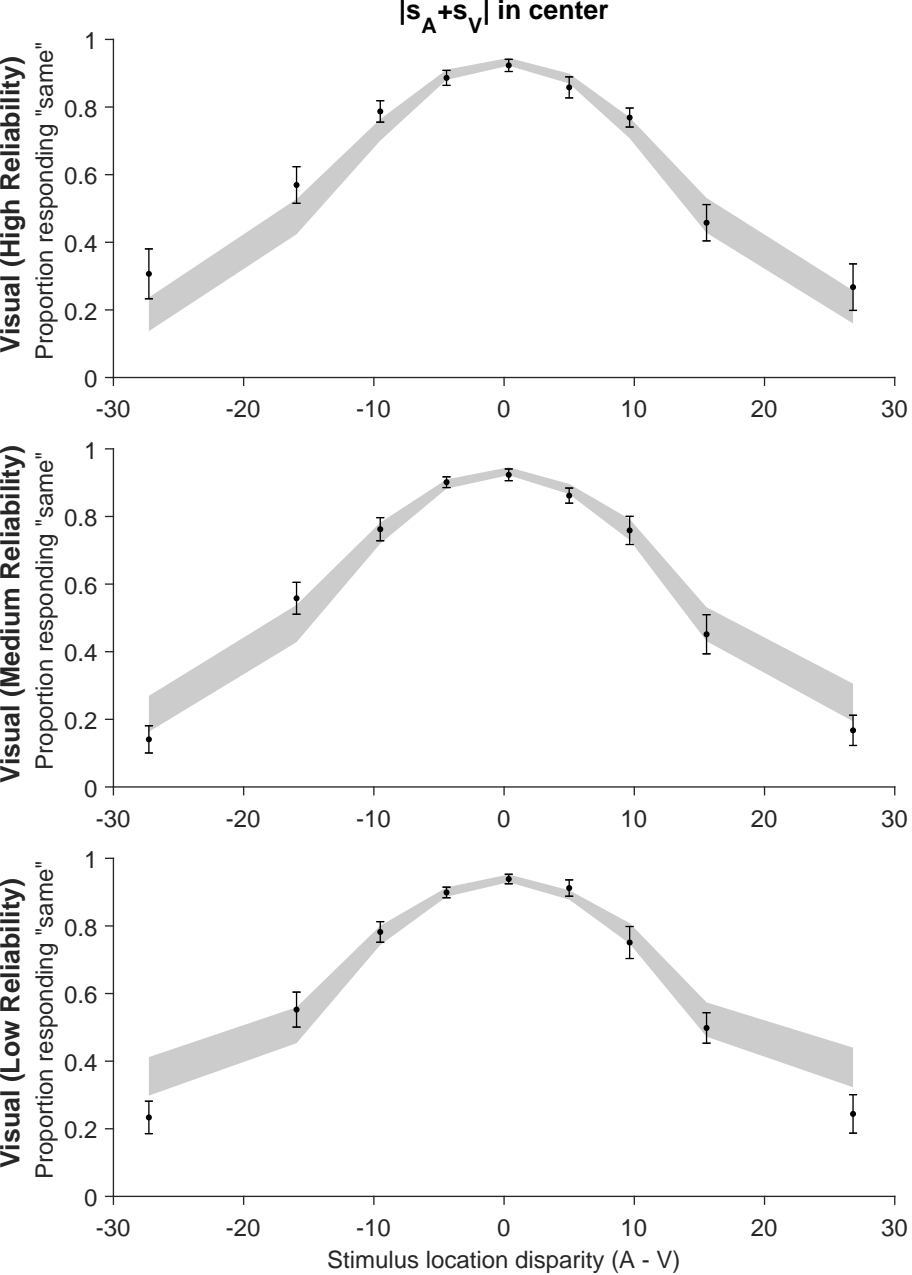 |s_A+s_V| in center
Visual (High Reliability)
Proportion responding "same"
1
0.8
0.6
0.4
0.2
0
-30 -20 -10 0 10 20 30
Visual (Medium Reliability)
Proportion responding "same"
1
0.8
0.6
0.4
0.2
0
-30 -20 -10 0 10 20 30
Visual (Low Reliability)
Proportion responding "same"
1
0.8
0.6
0.4
0.2
0
-30 -20 -10 0 10 20 30
Stimulus location disparity (A - V)